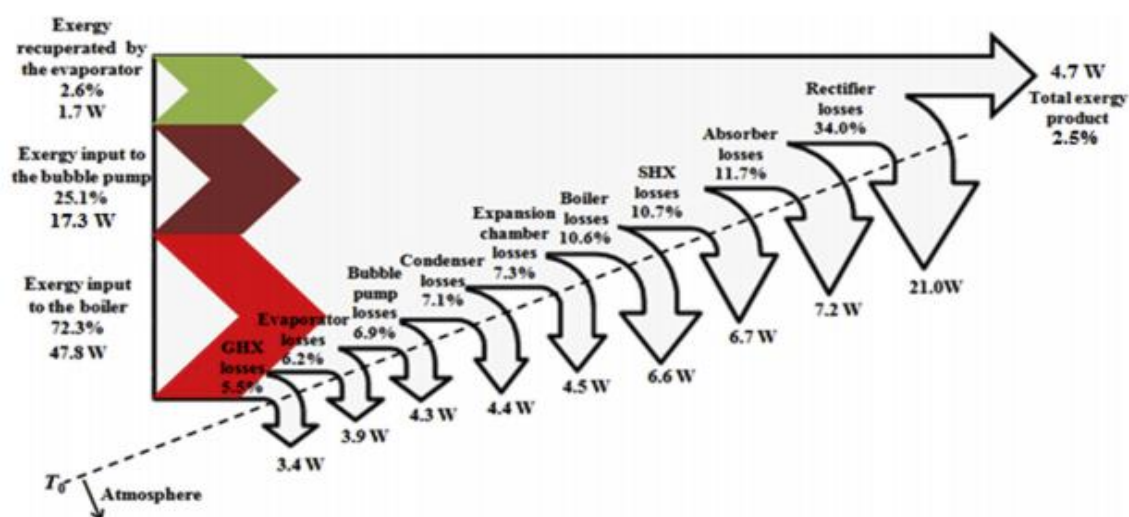 Exergy
recuperated by
the evaporator
2.6%
1.7 W
Exergy input to
the bubble pump
25.1%
17.3 W
Exergy input
to the boiler
72.3%
47.8 W
GHX
losses
5.5%
3.4 W
Evaporator
losses
6.2%
3.9 W
Bubble
pump
losses
6.9%
4.3 W
Condenser
losses
7.1%
4.4 W
Expansion
chamber
losses
7.3%
4.5 W
Boiler
losses
10.6%
6.6 W
SHX
losses
10.7%
6.7 W
Absorber
losses
11.7%
7.2 W
Rectifier
losses
34.0%
21.0W
4.7 W
Total exergy
product
2.5%
T₀
Atmosphere